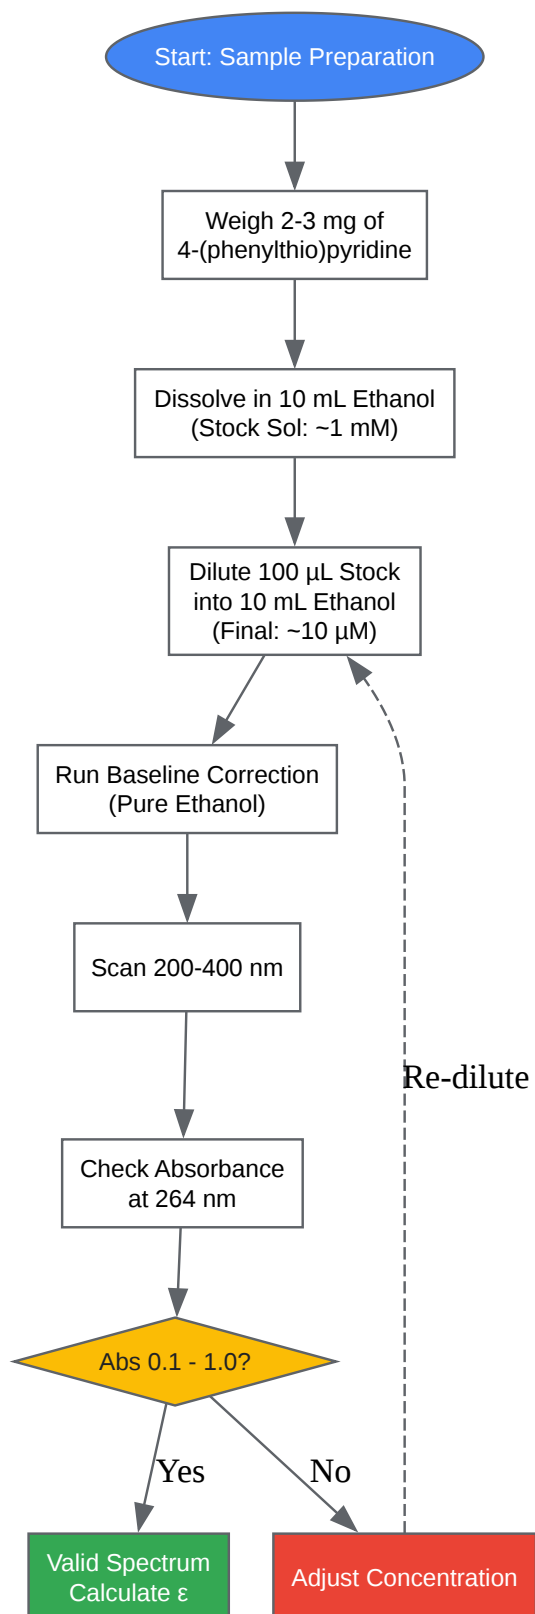 Start: Sample Preparation
Weigh 2-3 mg of
4-(phenylthio)pyridine
Dissolve in 10 mL Ethanol
(Stock Sol: ~1 mM)
Dilute 100 µL Stock
into 10 mL Ethanol
(Final: ~10 µM)
Run Baseline Correction
(Pure Ethanol)
Scan 200-400 nm
Re-dilute
Check Absorbance
at 264 nm
Abs 0.1 - 1.0?
Yes
No
Valid Spectrum
Calculate ε
Adjust Concentration